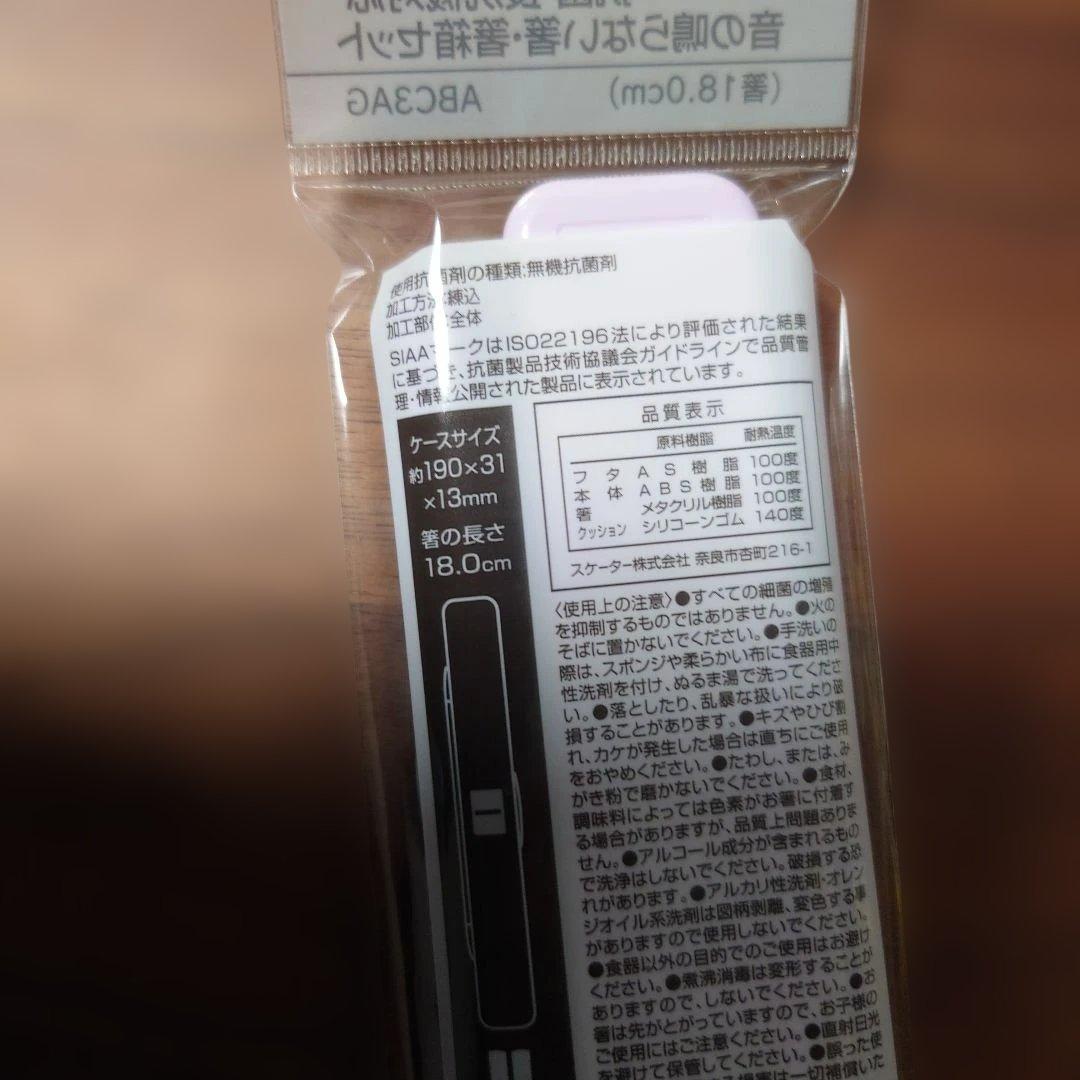 音の鳴らない箸・箸箱セット
(箸18.0cm) ABC3AG
使用抗菌剤の種類:無機抗菌剤
加工方法:練込
加工部位:全体
SIAAマークはISO22196法により評価された結果
に基づき、抗菌製品技術協議会ガイドラインで品質管
理・情報公開された製品に表示されています。
ケースサイズ
約190×31
×13mm
箸の長さ
18.0cm
品質表示
原料樹脂 耐熱温度
フタ AS樹脂 100度
本体 ABS樹脂 100度
箸 メタクリル樹脂 100度
クッション シリコーンゴム 140度
スケーター株式会社 奈良市杏町216-1
〈使用上の注意〉●すべての細菌の増殖
を抑制するものではありません。●火の
そばに置かないでください。●手洗いの
際は、スポンジや柔らかい布に食器用中
性洗剤を付け、ぬるま湯で洗ってくださ
い。●落としたり、乱暴な扱いにより破
損することがあります。●キズやひび割
れ、カケが発生した場合は直ちにご使用
をおやめください。●たわし、または、み
がき粉で磨かないでください。●食材、
調味料によっては色素がお箸に付着す
る場合がありますが、品質上問題ありま
せん。●アルコール成分が含まれるもの
で洗浄はしないでください。破損する恐
れがあります。●アルカリ性洗剤・オレン
ジオイル系洗剤は図柄剥離、変色する事
がありますので使用しないでください。
●食器以外の目的でのご使用はお避け
ください。●煮沸消毒は変形することが
ありますので、しないでください。●お
箸は先がとがっていますので、お子様の
ご使用にはご注意ください。●直射日光
を避けて保管してください。●誤った使
る損害は一切補償いた